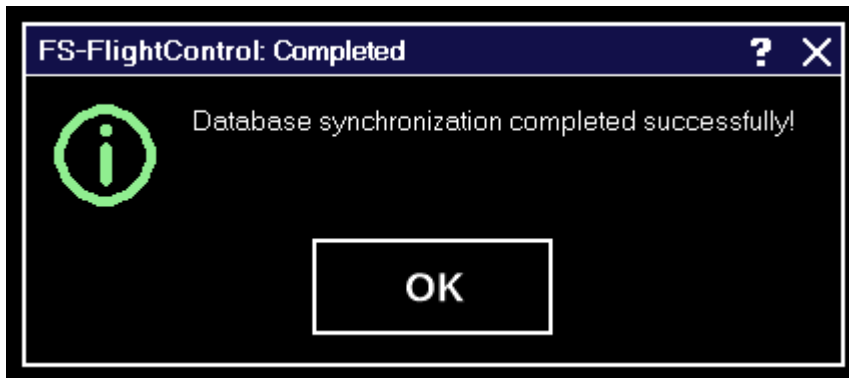 FS-FlightControl: Completed ? X
Database synchronization completed successfully!
OK